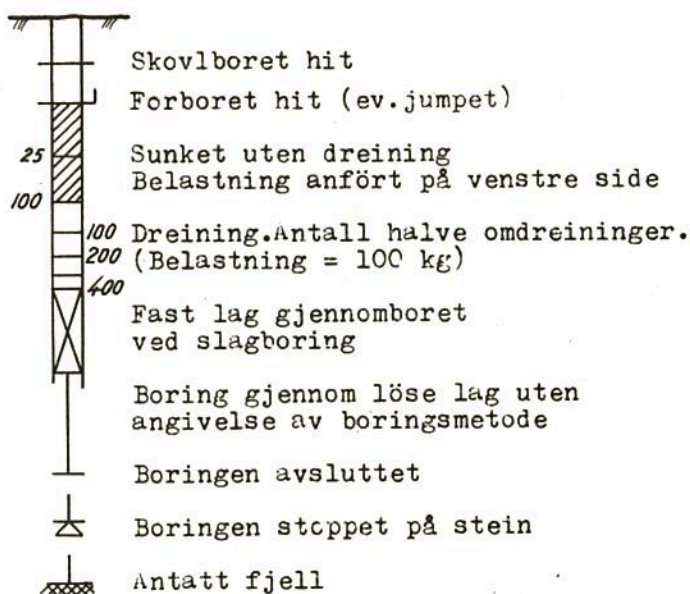 Skovlboret hit
Forboret hit (ev.jumpet)
25 Sunket uten dreining
Belastning anfört på venstre side
100
100 Dreining.Antall halve omdreininger.
200 (Belastning = 100 kg)
400
Fast lag gjennomboret
ved slagboring
Boring gjennom löse lag uten
angivelse av boringsmetode
Boringen avsluttet
Boringen stoppet på stein
Antatt fjell